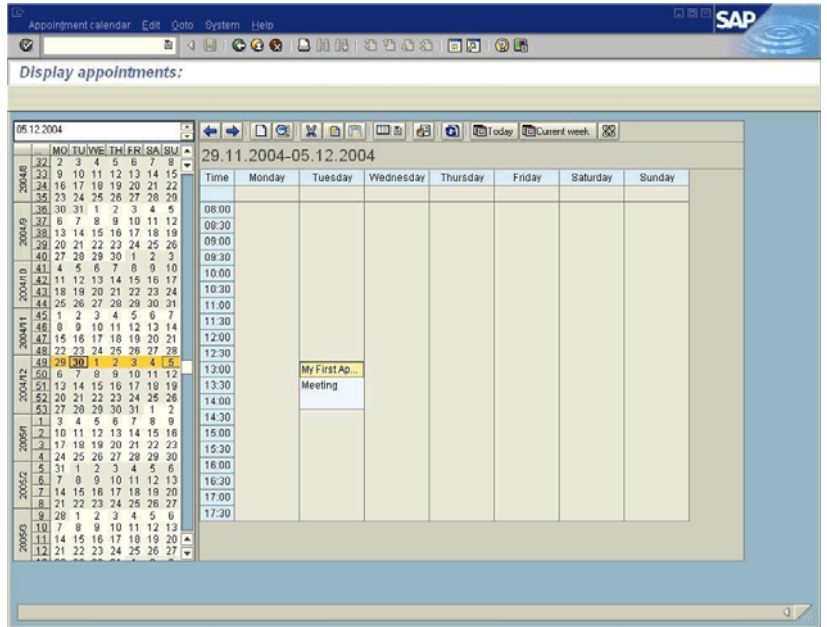 Appointment calendar Edit Goto System Help
SAP
Display appointments:
05.12.2004
Today Current week
29.11.2004-05.12.2004
MO TU WE TH FR SA SU
2004/8
32 2 3 4 5 6 7 8
33 9 10 11 12 13 14 15
34 16 17 18 19 20 21 22
35 23 24 25 26 27 28 29
2004/9
36 30 31 1 2 3 4 5
37 6 7 8 9 10 11 12
38 13 14 15 16 17 18 19
39 20 21 22 23 24 25 26
40 27 28 29 30 1 2 3
2004/10
41 4 5 6 7 8 9 10
42 11 12 13 14 15 16 17
43 18 19 20 21 22 23 24
44 25 26 27 28 29 30 31
2004/11
45 1 2 3 4 5 6 7
46 8 9 10 11 12 13 14
47 15 16 17 18 19 20 21
48 22 23 24 25 26 27 28
2004/12
49 29 30 1 2 3 4 5
50 6 7 8 9 10 11 12
51 13 14 15 16 17 18 19
52 20 21 22 23 24 25 26
53 27 28 29 30 31 1 2
2005/1
1 3 4 5 6 7 8 9
2 10 11 12 13 14 15 16
3 17 18 19 20 21 22 23
4 24 25 26 27 28 29 30
2005/2
5 31 1 2 3 4 5 6
6 7 8 9 10 11 12 13
7 14 15 16 17 18 19 20
8 21 22 23 24 25 26 27
2005/3
9 28 1 2 3 4 5 6
10 7 8 9 10 11 12 13
11 14 15 16 17 18 19 20
12 21 22 23 24 25 26 27
Time Monday Tuesday Wednesday Thursday Friday Saturday Sunday
08:00
08:30
09:00
09:30
10:00
10:30
11:00
11:30
12:00
12:30
13:00 My First Ap...
13:30 Meeting
14:00
14:30
15:00
15:30
16:00
16:30
17:00
17:30